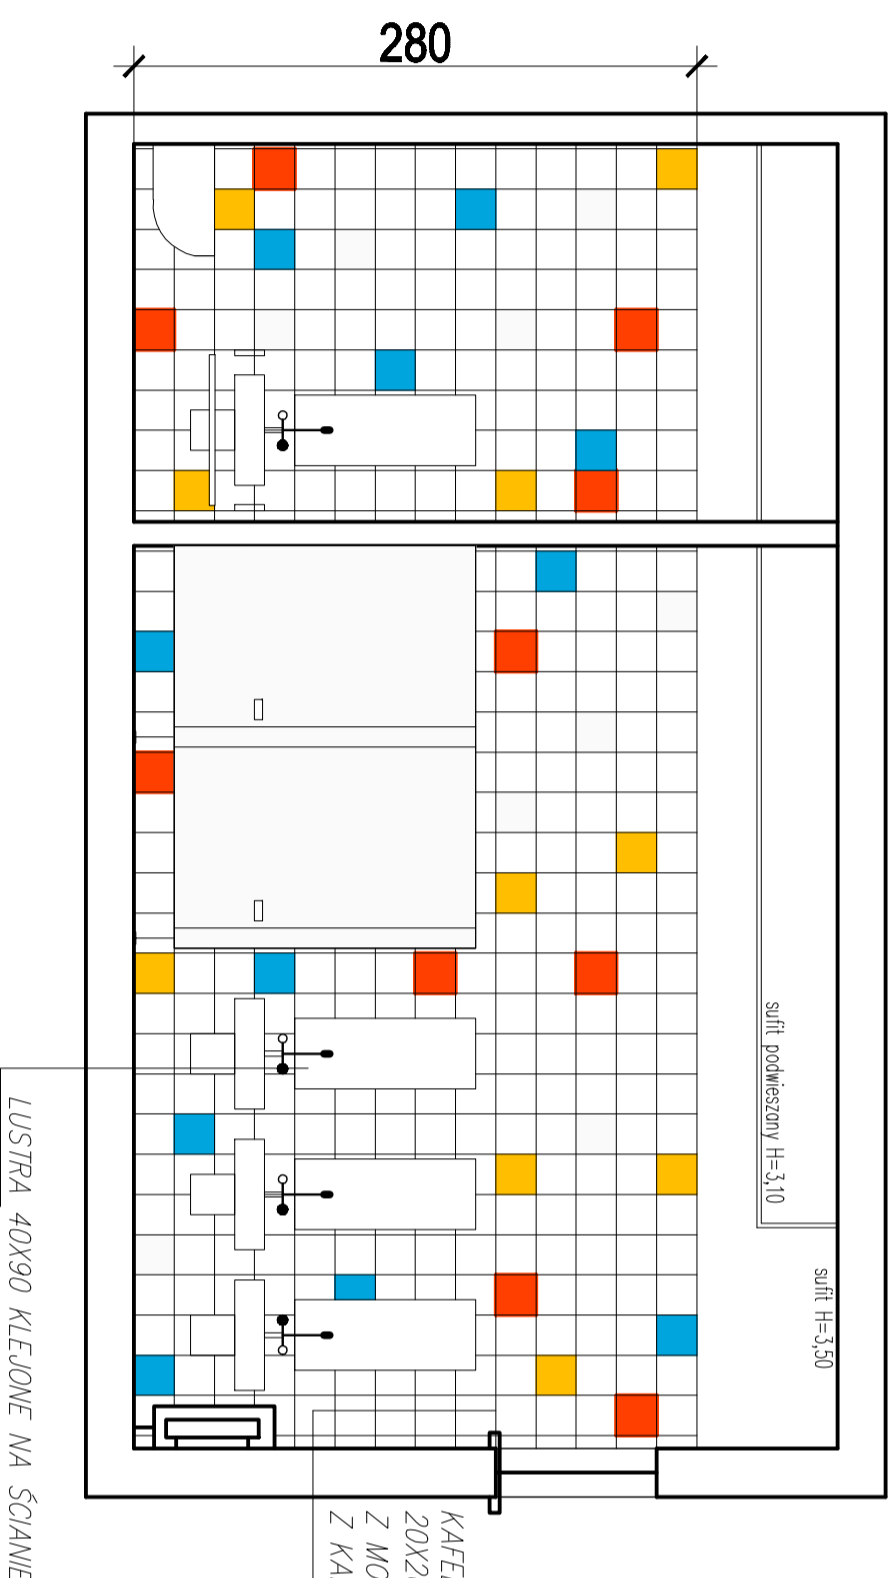 280
sufit podwieszany H=3,10
sufit H=3,50
LUSTRA 40X90 KLEJONE NA ŚCIANIE
Z
Z